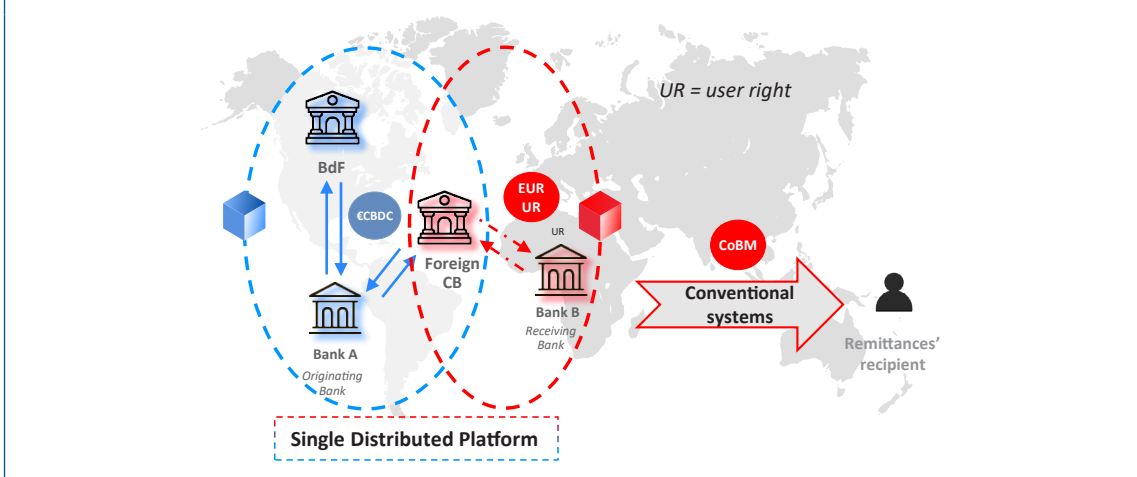 UR = user right
BdF
€CBDC
EUR
UR
UR
Foreign
CB
CoBM
Bank A
Originating
Bank
Bank B
Receiving
Bank
Conventional
systems
Remittances’
recipient
Single Distributed Platform